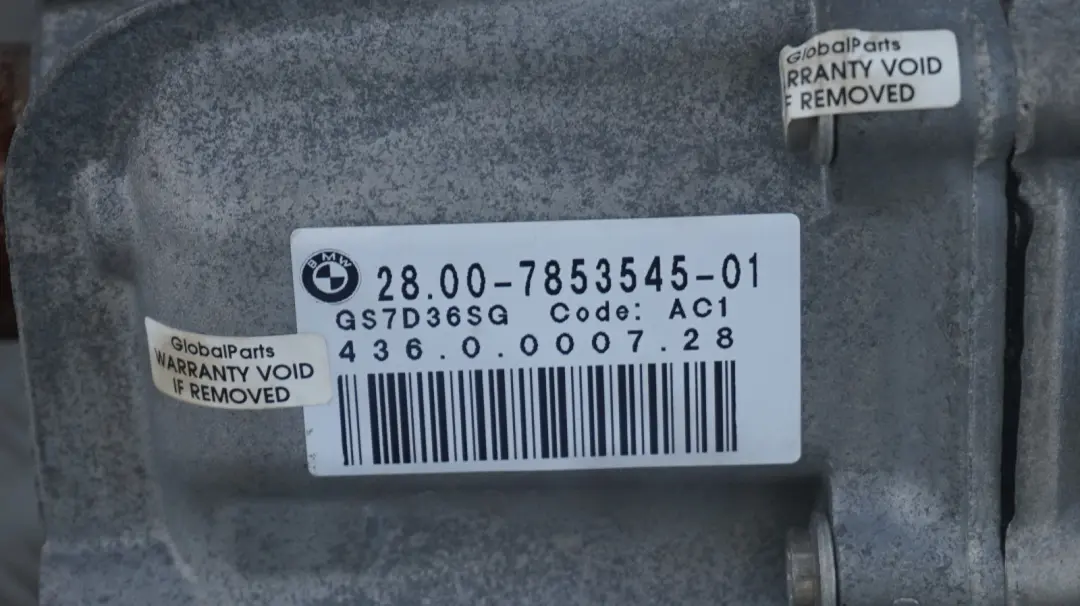 GlobalParts
RRANTY VOID
F REMOVED
BMW
28.00-7853545-01
GS7D36SG Code: AC1
436.0.0007.28
GlobalParts
WARRANTY VOID
IF REMOVED